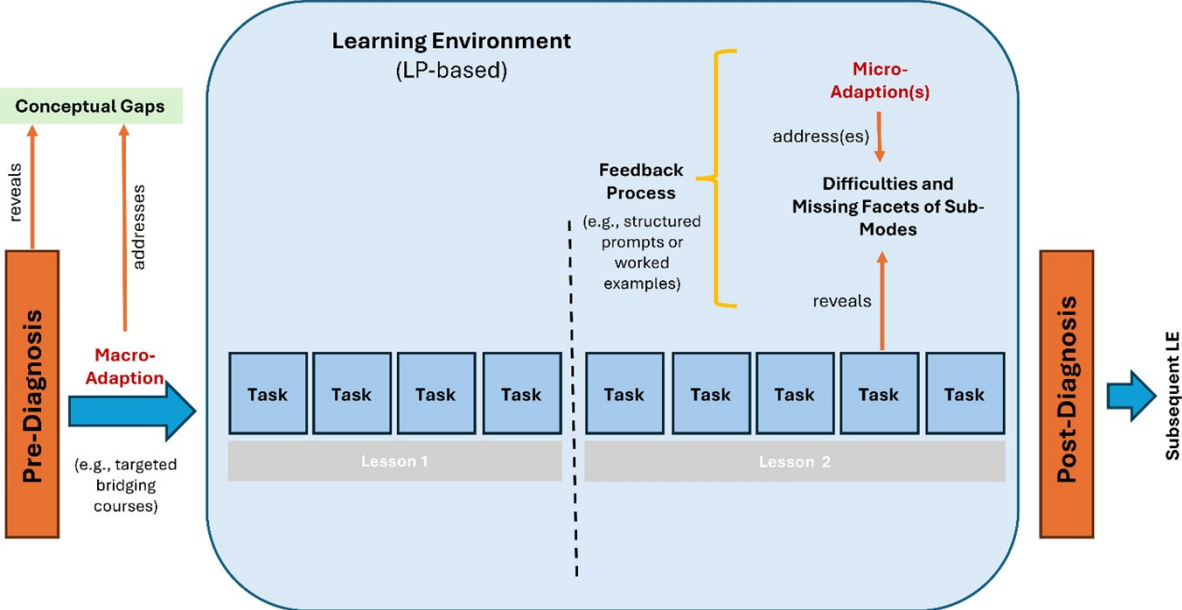 Learning Environment
(LP-based)
Conceptual Gaps
reveals
addresses
Pre-Diagnosis
Macro-
Adaption
(e.g., targeted
bridging
courses)
Feedback
Process
(e.g., structured
prompts or
worked
examples)
Micro-
Adaption(s)
address(es)
Difficulties and
Missing Facets of Sub-
Modes
reveals
Task
Task
Task
Task
Task
Task
Task
Task
Task
Lesson 1
Lesson 2
Post-Diagnosis
Subsequent LE